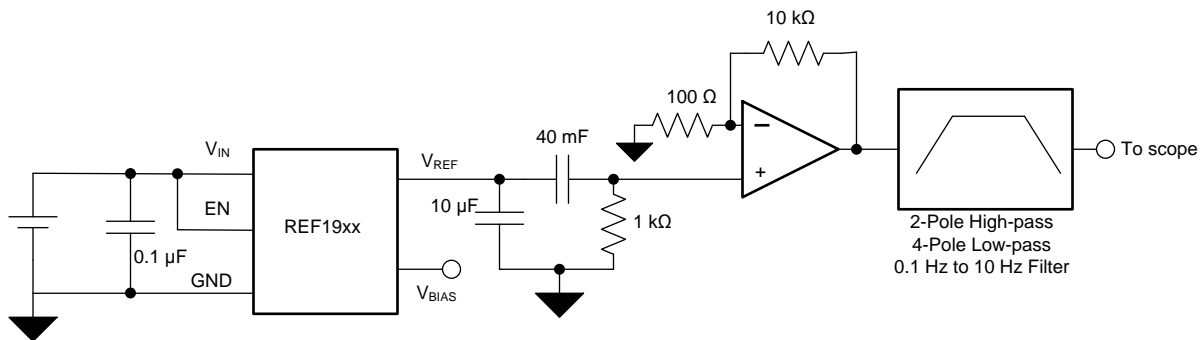 10 kΩ
100 Ω
40 mF
V_IN
V_REF
EN
REF19xx
10 µF
1 kΩ
0.1 µF
GND
V_BIAS
−
+
To scope
2-Pole High-pass
4-Pole Low-pass
0.1 Hz to 10 Hz Filter